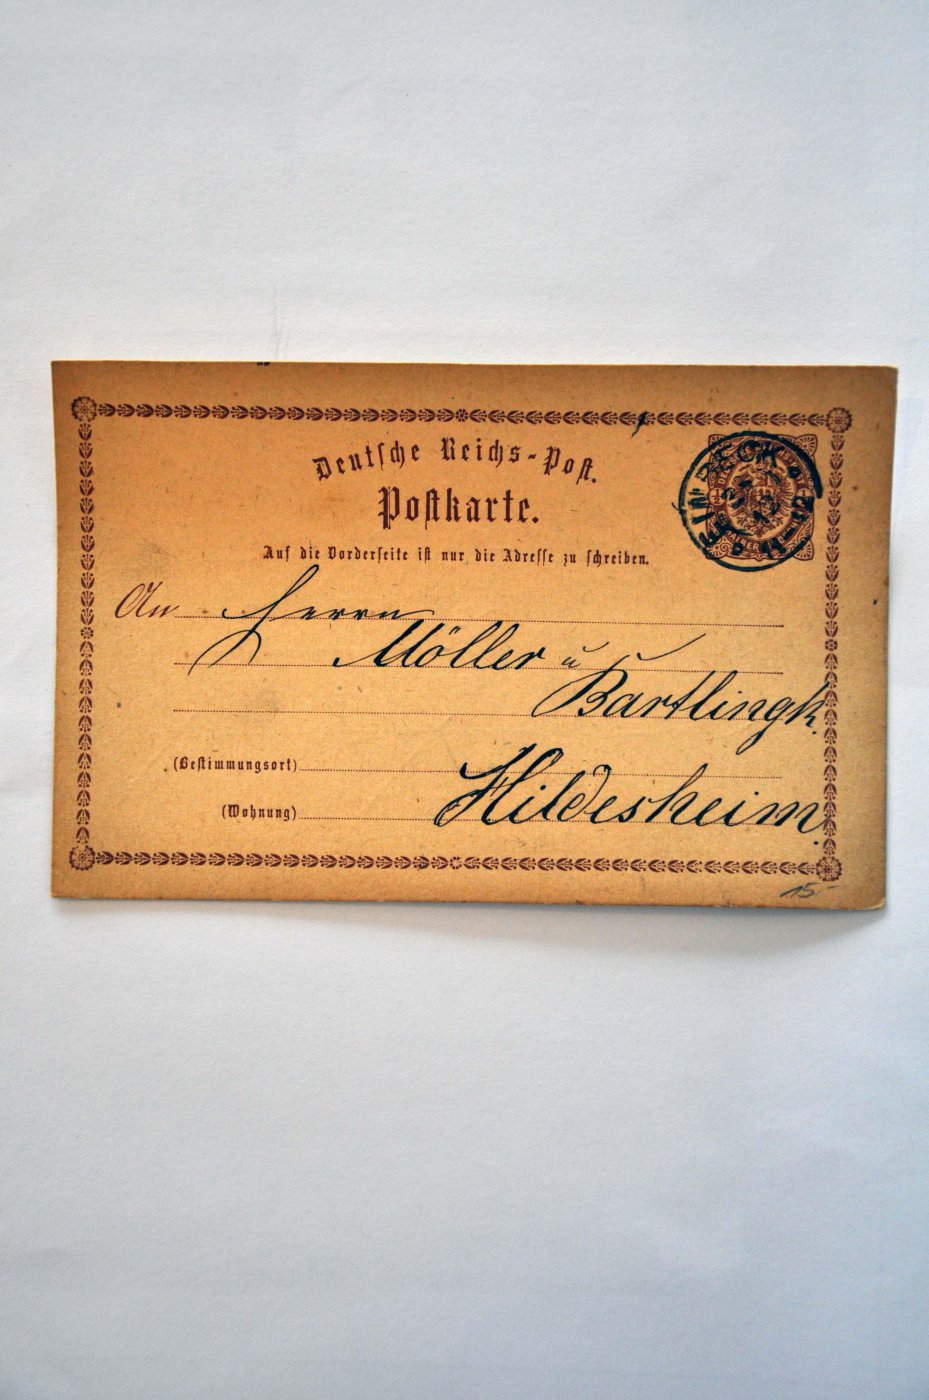 Deutsche Reichs-Post.
Postkarte.
Auf die Vorderseite ist nur die Adresse zu schreiben.
An Herrn
Möller u
Bartlingk.
(Bestimmungsort)
Hildesheim.
(Wohnung)
15-